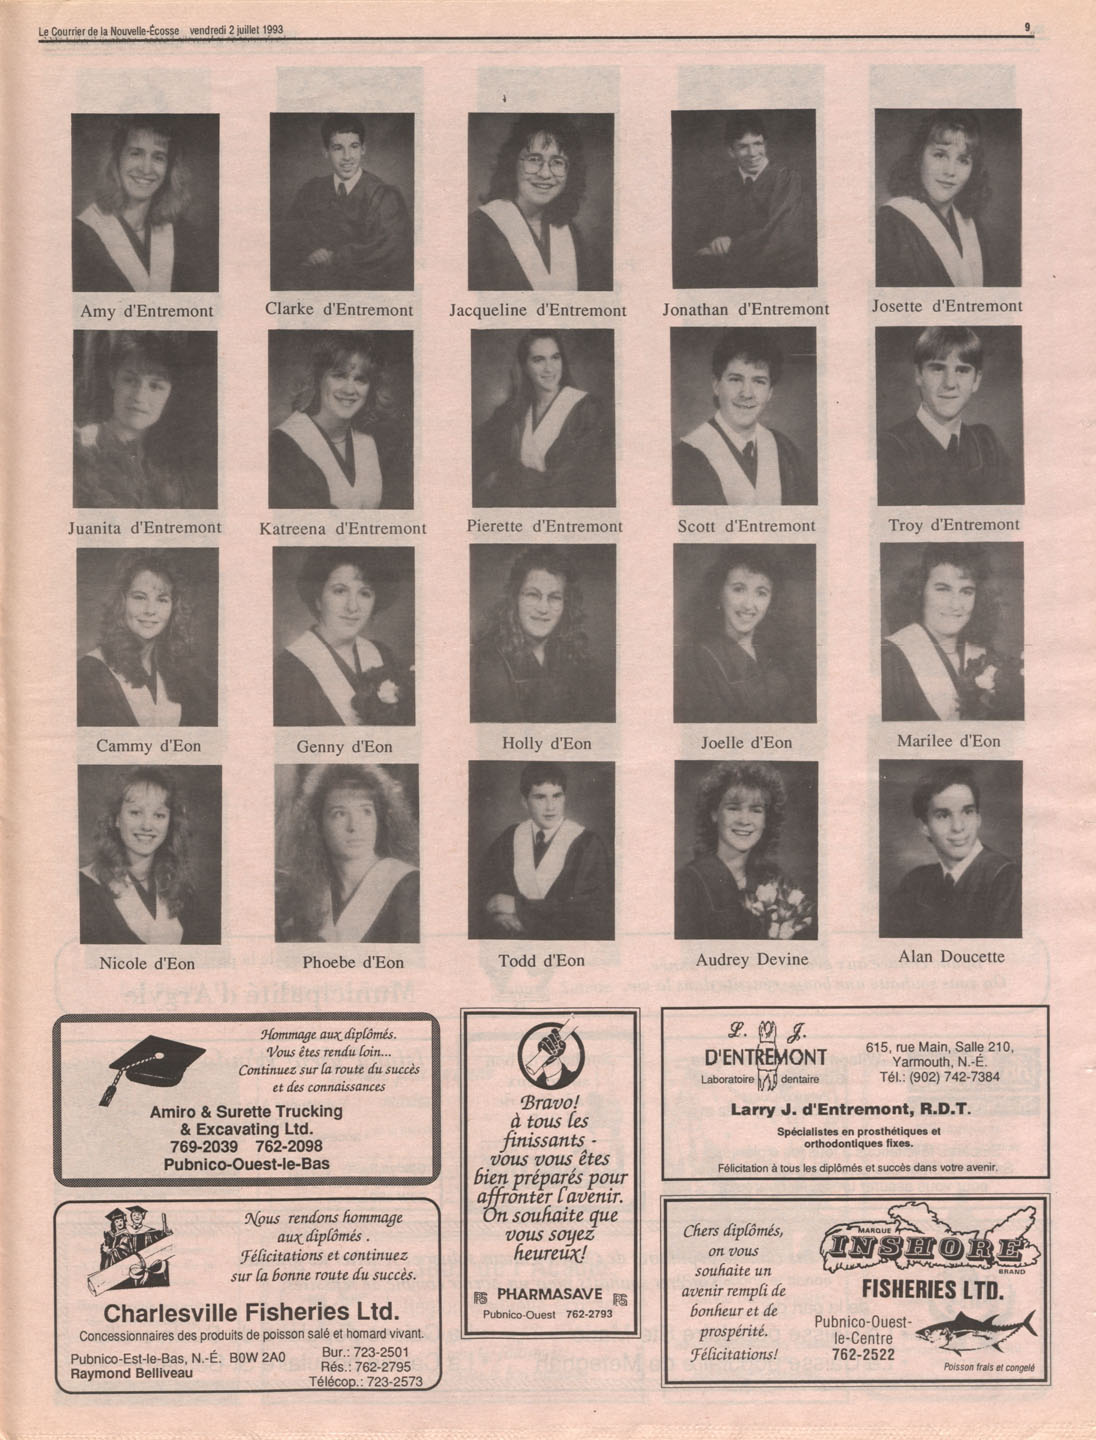 Le Courrier de la Nouvelle-Écosse vendredi 2 juillet 1993 9
Amy d'Entremont
Clarke d'Entremont
Jacqueline d'Entremont
Jonathan d'Entremont
Josette d'Entremont
Juanita d'Entremont
Katreena d'Entremont
Pierette d'Entremont
Scott d'Entremont
Troy d'Entremont
Cammy d'Eon
Genny d'Eon
Holly d'Eon
Joelle d'Eon
Marilee d'Eon
Nicole d'Eon
Phoebe d'Eon
Todd d'Eon
Audrey Devine
Alan Doucette
Hommage aux diplômés.
Vous êtes rendu loin...
Continuez sur la route du succès
et des connaissances
Amiro & Surette Trucking
& Excavating Ltd.
769-2039 762-2098
Pubnico-Ouest-le-Bas
Nous rendons hommage
aux diplômés .
Félicitations et continuez
sur la bonne route du succès.
Charlesville Fisheries Ltd.
Concessionnaires des produits de poisson salé et homard vivant.
Pubnico-Est-le-Bas, N.-É. B0W 2A0
Raymond Belliveau
Bur.: 723-2501
Rés.: 762-2795
Télécop.: 723-2573
Bravo!
à tous les
finissants -
vous vous êtes
bien préparés pour
affronter l'avenir.
On souhaite que
vous soyez
heureux!
PHARMASAVE
Pubnico-Ouest 762-2793
L. J.
D'ENTREMONT
Laboratoire dentaire
615, rue Main, Salle 210,
Yarmouth, N.-É.
Tél.: (902) 742-7384
Larry J. d'Entremont, R.D.T.
Spécialistes en prosthétiques et
orthodontiques fixes.
Félicitation à tous les diplômés et succès dans votre avenir.
Chers diplômés,
on vous
souhaite un
avenir rempli de
bonheur et de
prospérité.
Félicitations!
MARQUE
INSHORE
BRAND
FISHERIES LTD.
Pubnico-Ouest-
le-Centre
762-2522
Poisson frais et congelé